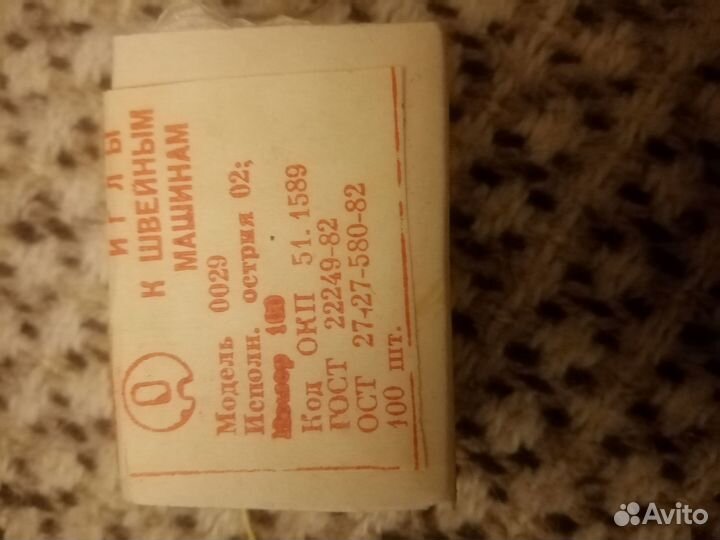 ИГЛЫ
К ШВЕЙНЫМ
МАШИНАМ
Модель 0029
Исполн. острия 02;
Код ОКП 51.1589
ГОСТ 22249-82
ОСТ 27-27-580-82
100 шт.
Avito